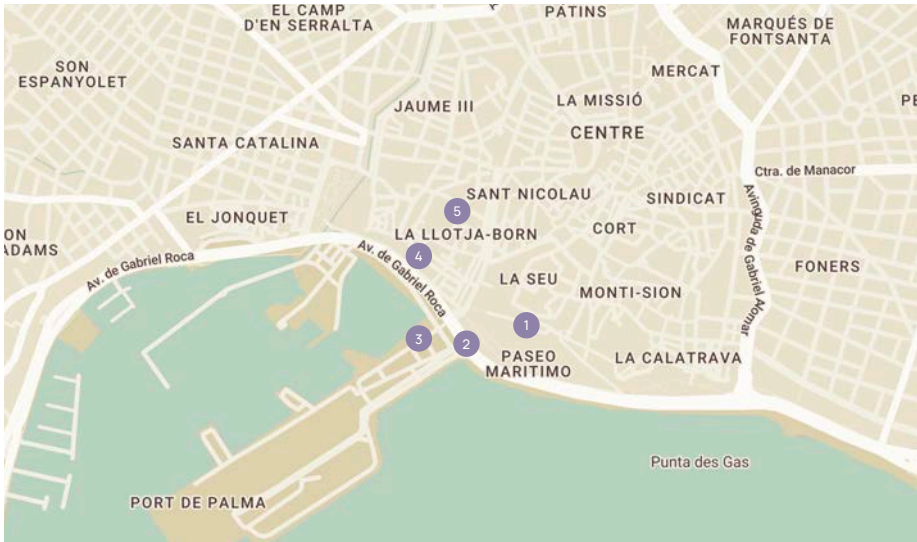 EL CAMP
D'EN SERRALTA
PATINS
MARQUÉS DE
FONTSANTA
SON
ESPANYOLET
MERCAT
JAUME III
LA MISSIÓ
CENTRE
SANTA CATALINA
Ctra. de Manacor
SANT NICOLAU
SINDICAT
5
EL JONQUET
LA LLOTJA-BORN
CORT
Avinguda de Gabriel Alomar
ADAMS
4
Av. de Gabriel Roca
Av. de Gabriel Roca
LA SEU
FONERS
MONTI-SION
1
3
2
PASEO
MARITIMO
LA CALATRAVA
Punta des Gas
PORT DE PALMA